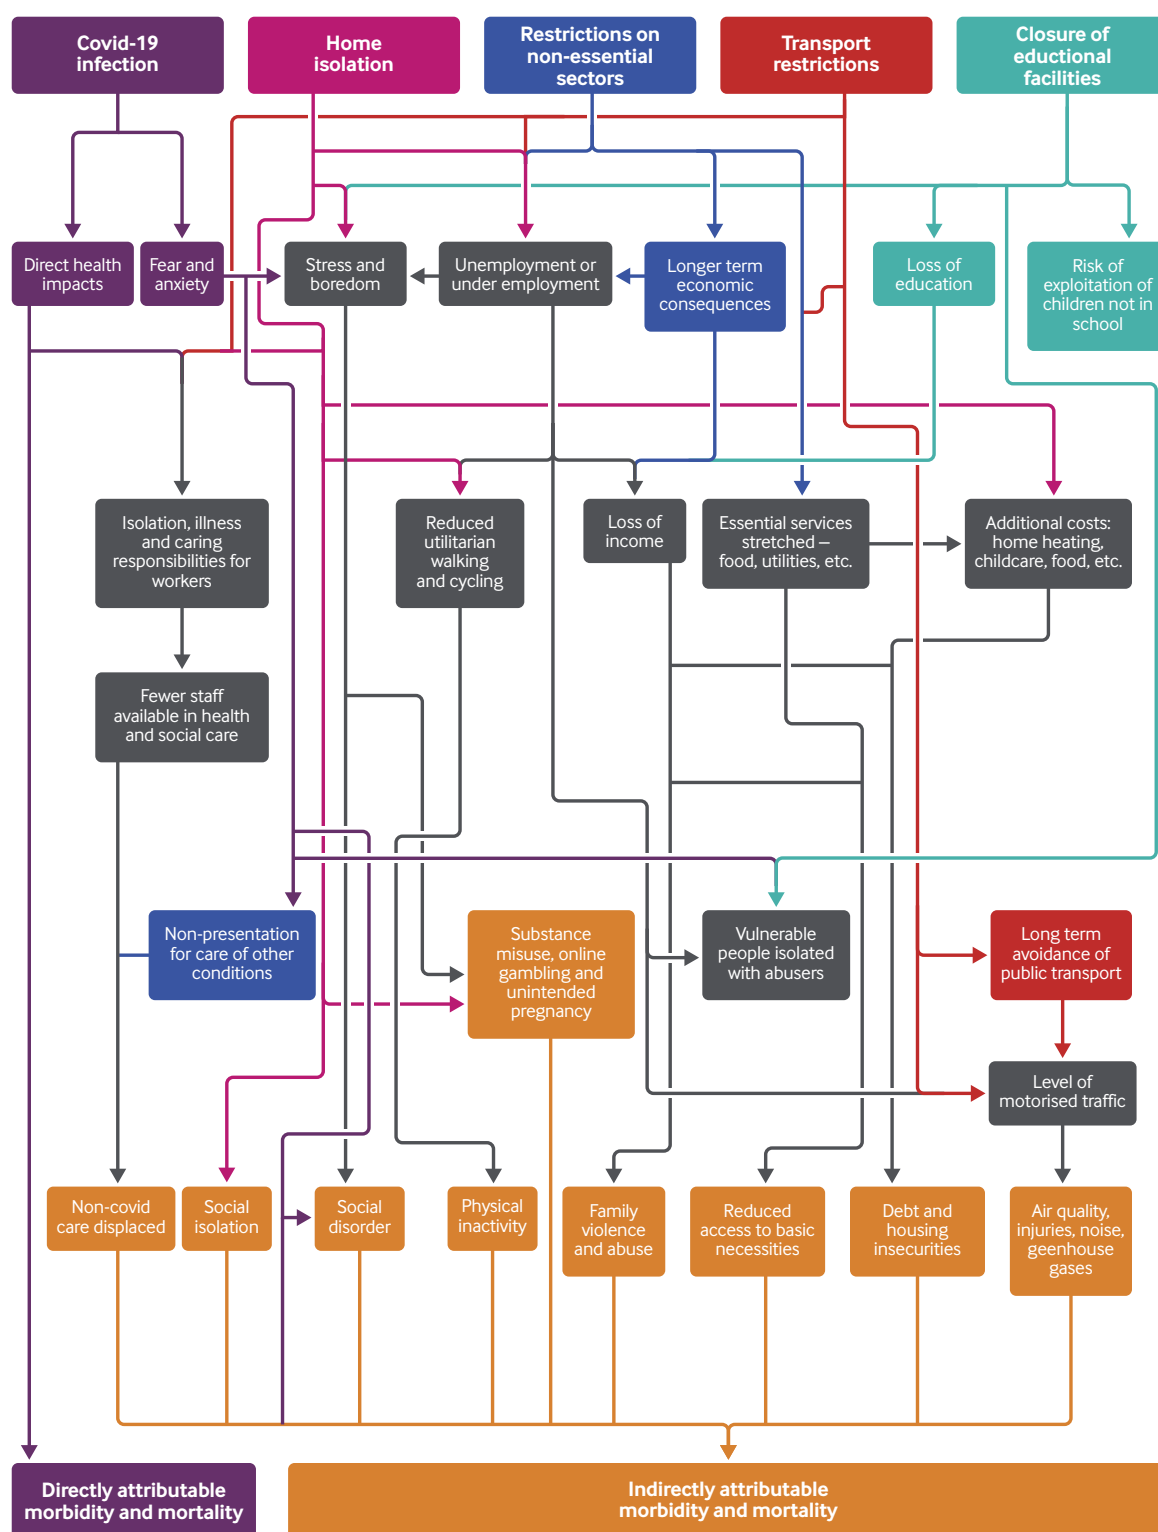 Covid-19
infection
Home
isolation
Restrictions on
non-essential
sectors
Transport
restrictions
Closure of
eductional
facilities
Direct health
impacts
Fear and
anxiety
Stress and
boredom
Unemployment or
under employment
Longer term
economic
consequences
Loss of
education
Risk of
exploitation of
children not in
school
Isolation, illness
and caring
responsibilities for
workers
Reduced
utilitarian
walking
and cycling
Loss of
income
Essential services
stretched –
food, utilities, etc.
Additional costs:
home heating,
childcare, food, etc.
Fewer staff
available in health
and social care
Non-presentation
for care of other
conditions
Substance
misuse, online
gambling and
unintended
pregnancy
Vulnerable
people isolated
with abusers
Long term
avoidance of
public transport
Level of
motorised traffic
Non-covid
care displaced
Social
isolation
Social
disorder
Physical
inactivity
Family
violence
and abuse
Reduced
access to basic
necessities
Debt and
housing
insecurities
Air quality,
injuries, noise,
greenhouse
gases
Directly attributable
morbidity and mortality
Indirectly attributable
morbidity and mortality